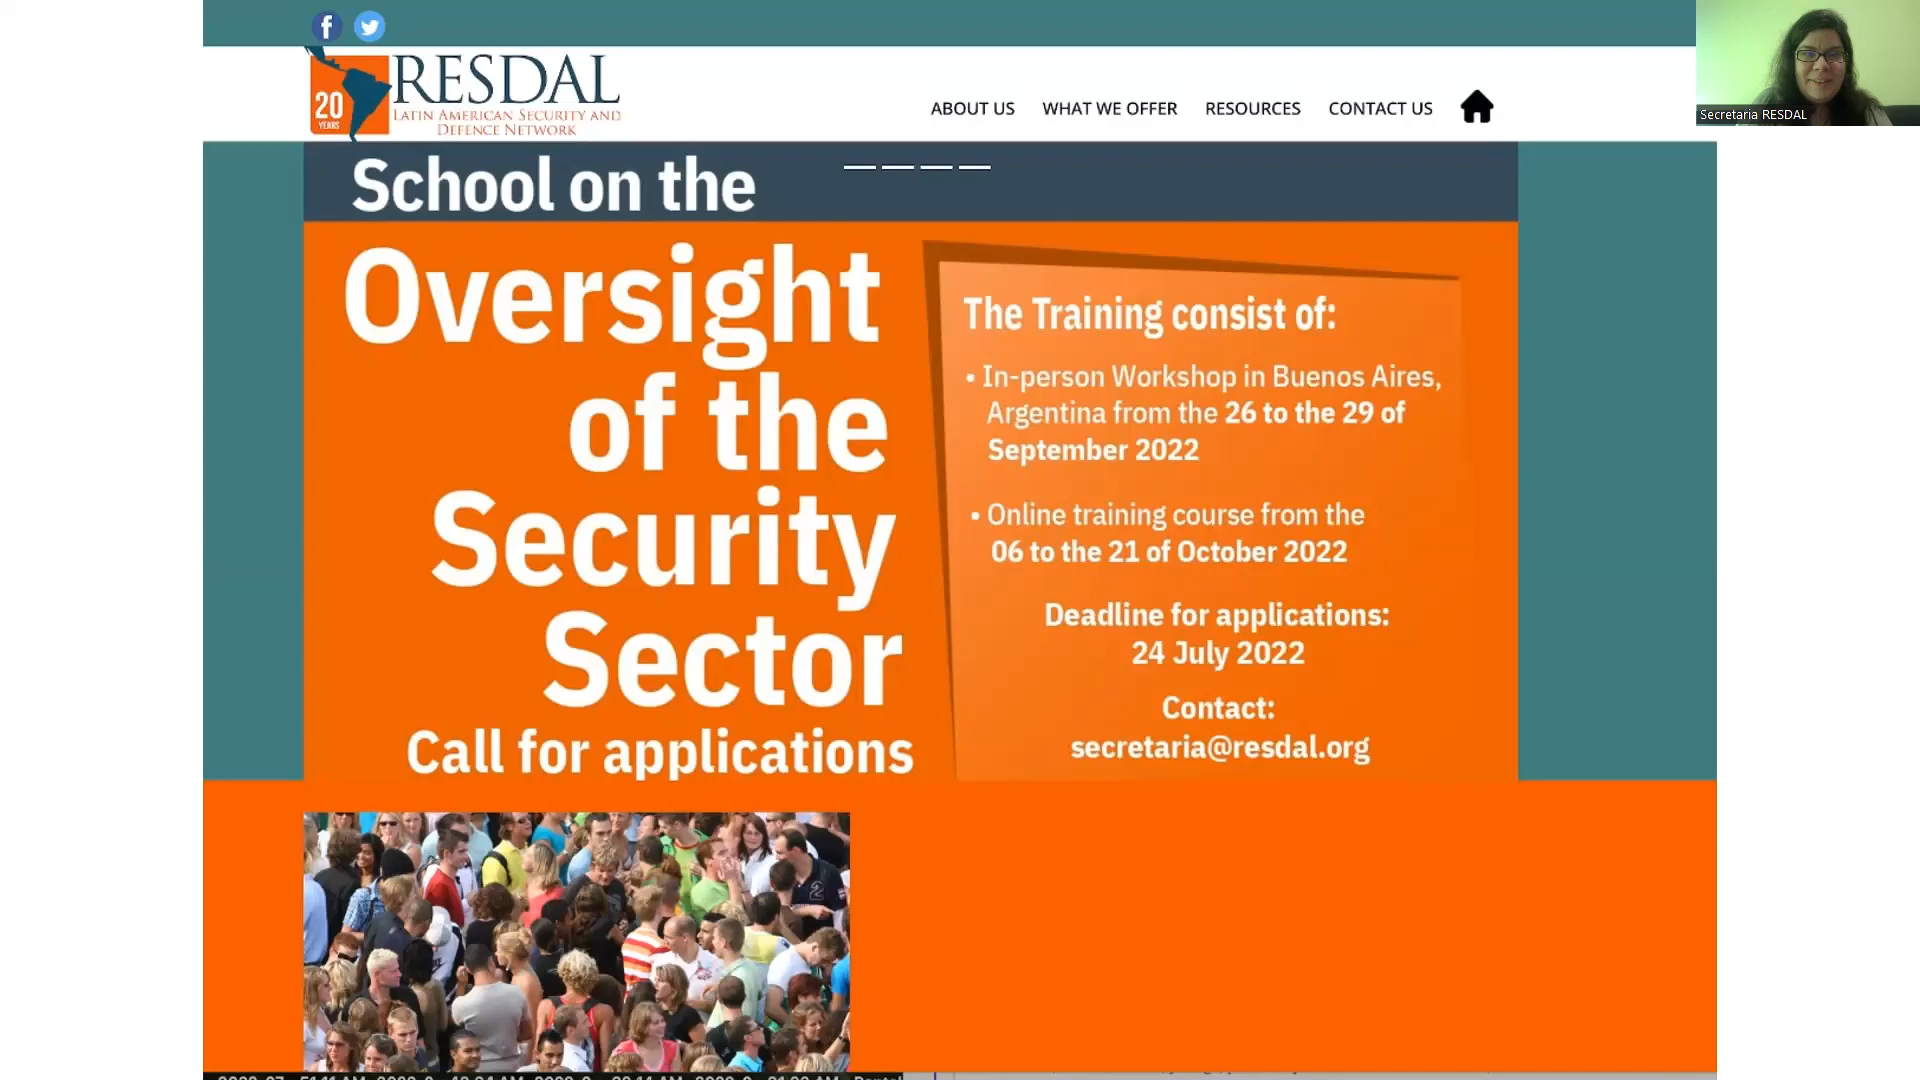 20
YEARS
RESDAL
LATIN AMERICAN SECURITY AND
DEFENCE NETWORK
ABOUT US
WHAT WE OFFER
RESOURCES
CONTACT US
Secretaria RESDAL
School on the
Oversight
of the
Security
Sector
Call for applications
The Training consist of:
• In-person Workshop in Buenos Aires,
Argentina from the 26 to the 29 of
September 2022
• Online training course from the
06 to the 21 of October 2022
Deadline for applications:
24 July 2022
Contact:
secretaria@resdal.org